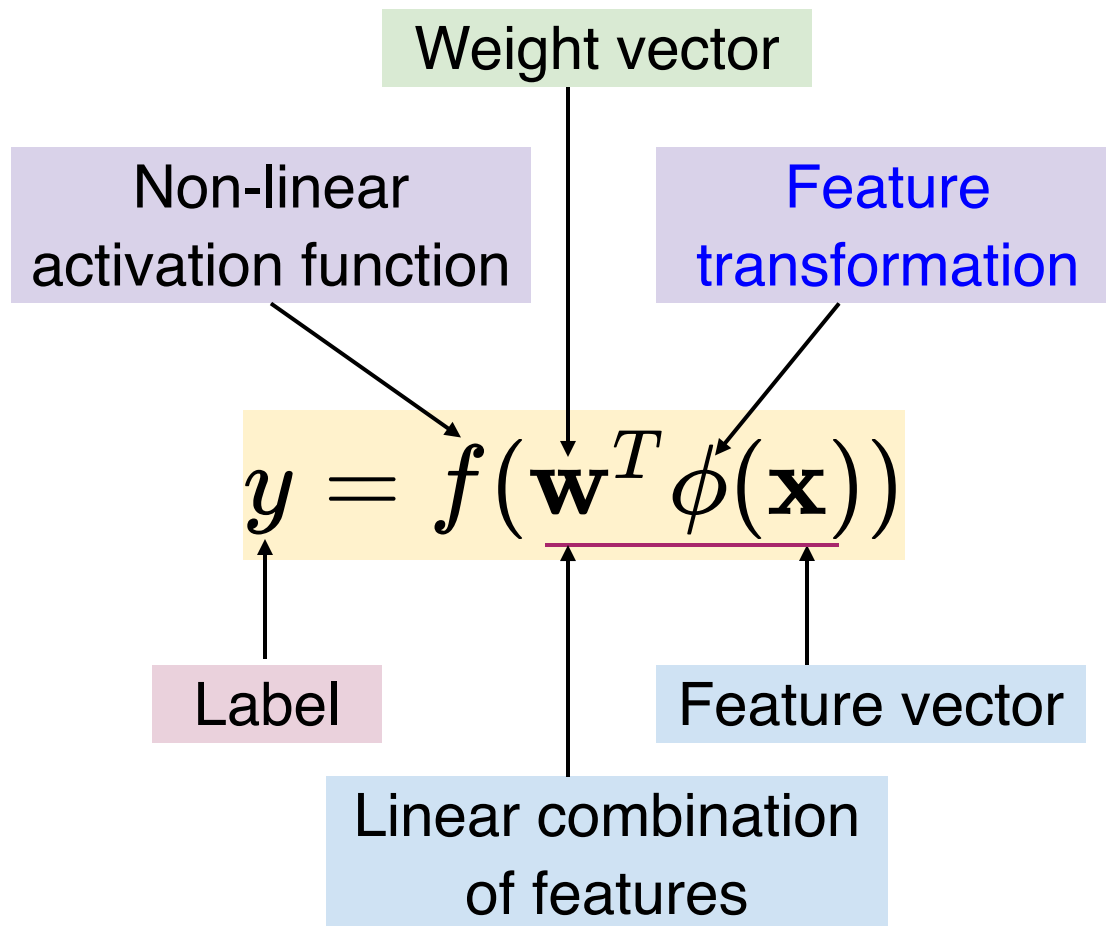 Weight vector
Non-linear
activation function
Feature
transformation
y = f(w^T ϕ(x))
Label
Feature vector
Linear combination
of features